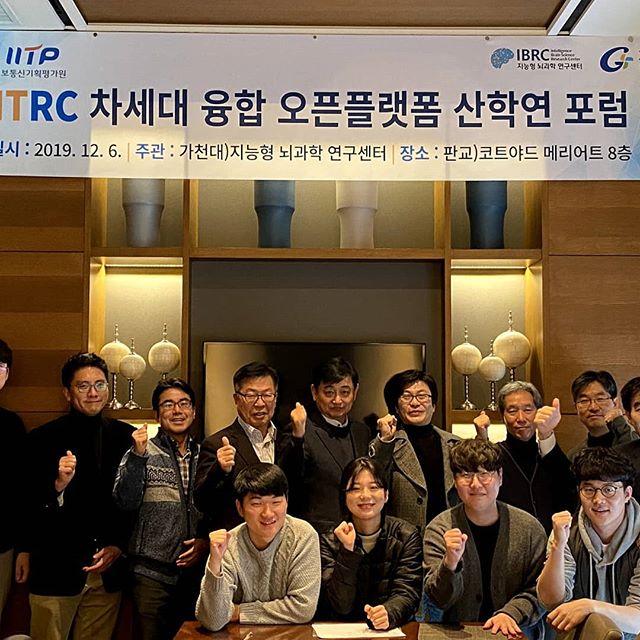 IITP
보통신기획평가원
IBRC Intelligence Brain Science Research Center
지능형 뇌과학 연구센터
G
ITRC 차세대 융합 오픈플랫폼 산학연 포럼
일시 : 2019. 12. 6. | 주관 : 가천대)지능형 뇌과학 연구센터 | 장소 : 판교)코트야드 메리어트 8층